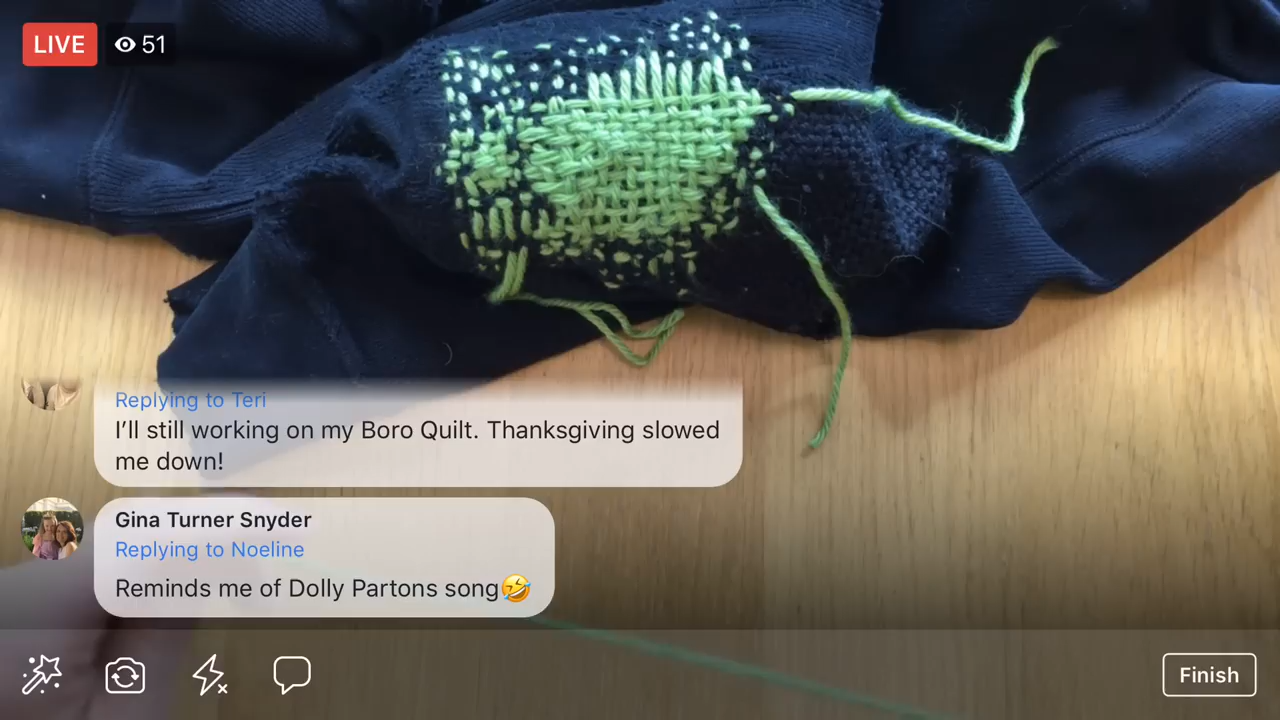 LIVE 51
Replying to Teri
I'll still working on my Boro Quilt. Thanksgiving slowed
me down!
Gina Turner Snyder
Replying to Noeline
Reminds me of Dolly Partons song🤣
Finish